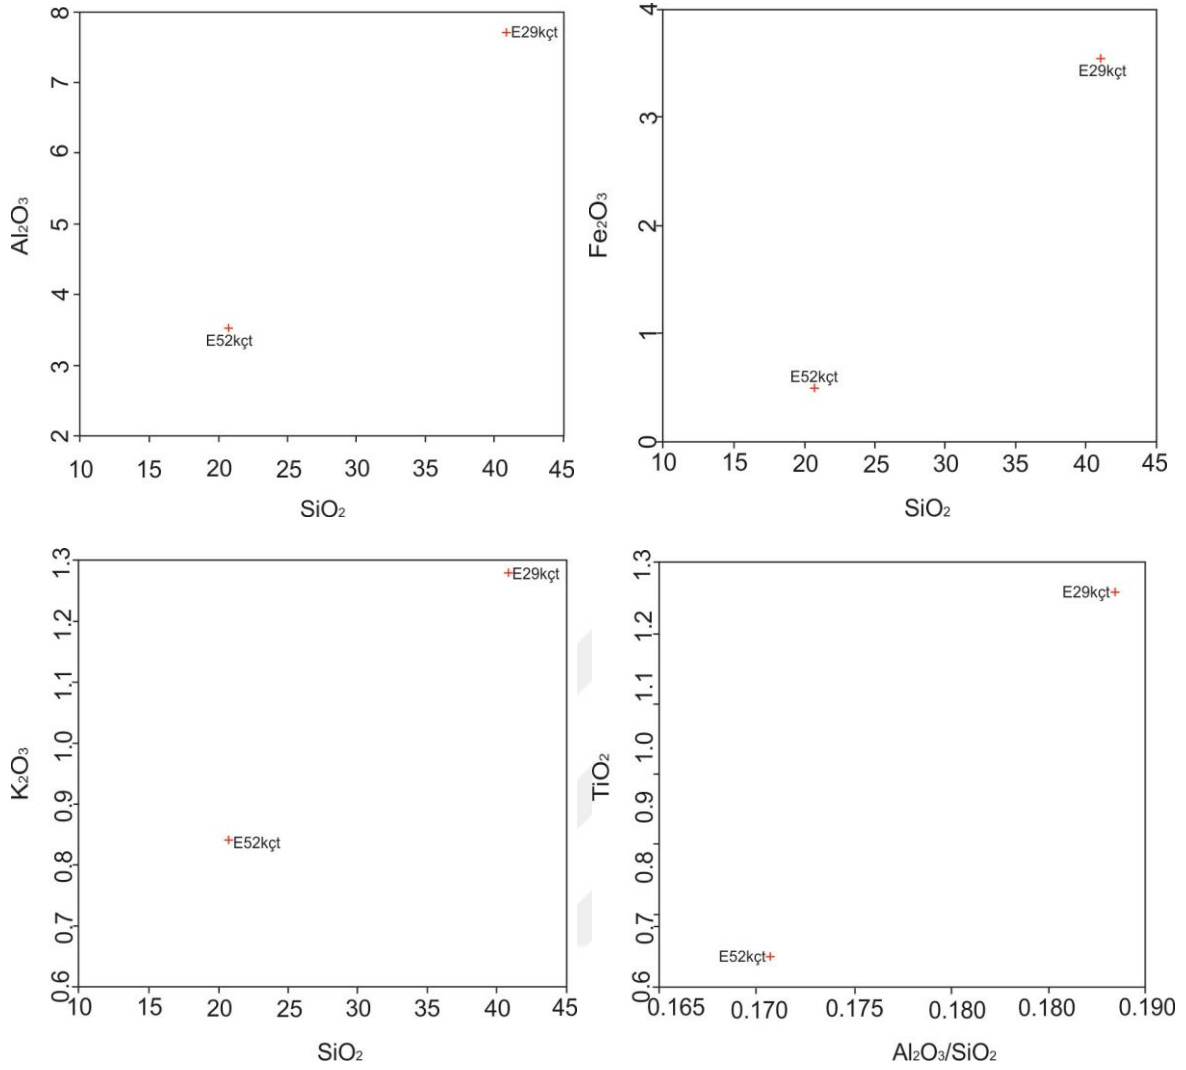 8
7
6
5
4
3
2
Al₂O₃
E29kçt
E52kçt
10 15 20 25 30 35 40 45
SiO₂
4
3
2
1
0
Fe₂O₃
E29kçt
E52kçt
10 15 20 25 30 35 40 45
SiO₂
1.3
1.2
1.1
1.0
0.9
0.8
0.7
0.6
K₂O₃
E29kçt
E52kçt
10 15 20 25 30 35 40 45
SiO₂
1.3
1.2
1.1
1.0
0.9
0.8
0.7
0.6
TiO₂
E29kçt
E52kçt
0.165 0.170 0.175 0.180 0.180 0.190
Al₂O₃/SiO₂